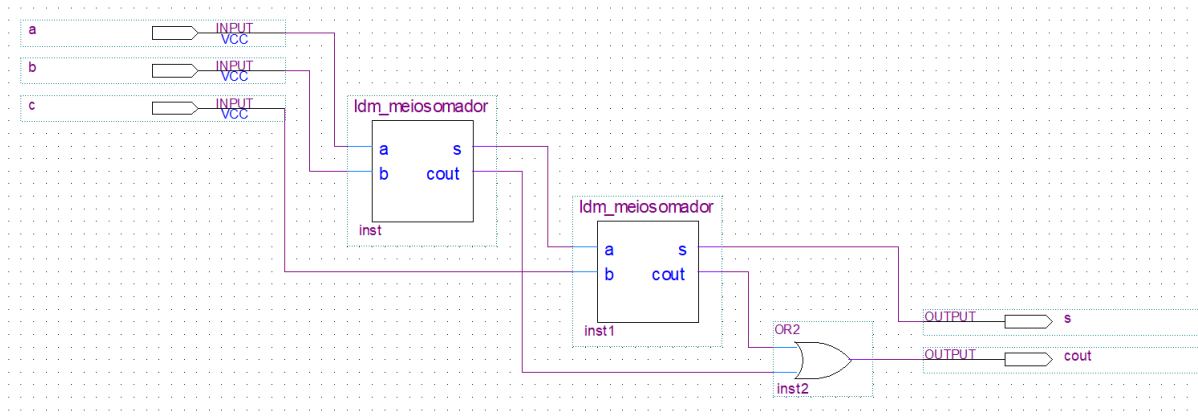 a INPUT
VCC
b INPUT
VCC
c INPUT
VCC
ldm_meiosomador
a s
b cout
inst
ldm_meiosomador
a s
b cout
inst1
OUTPUT s
OR2
OUTPUT cout
inst2